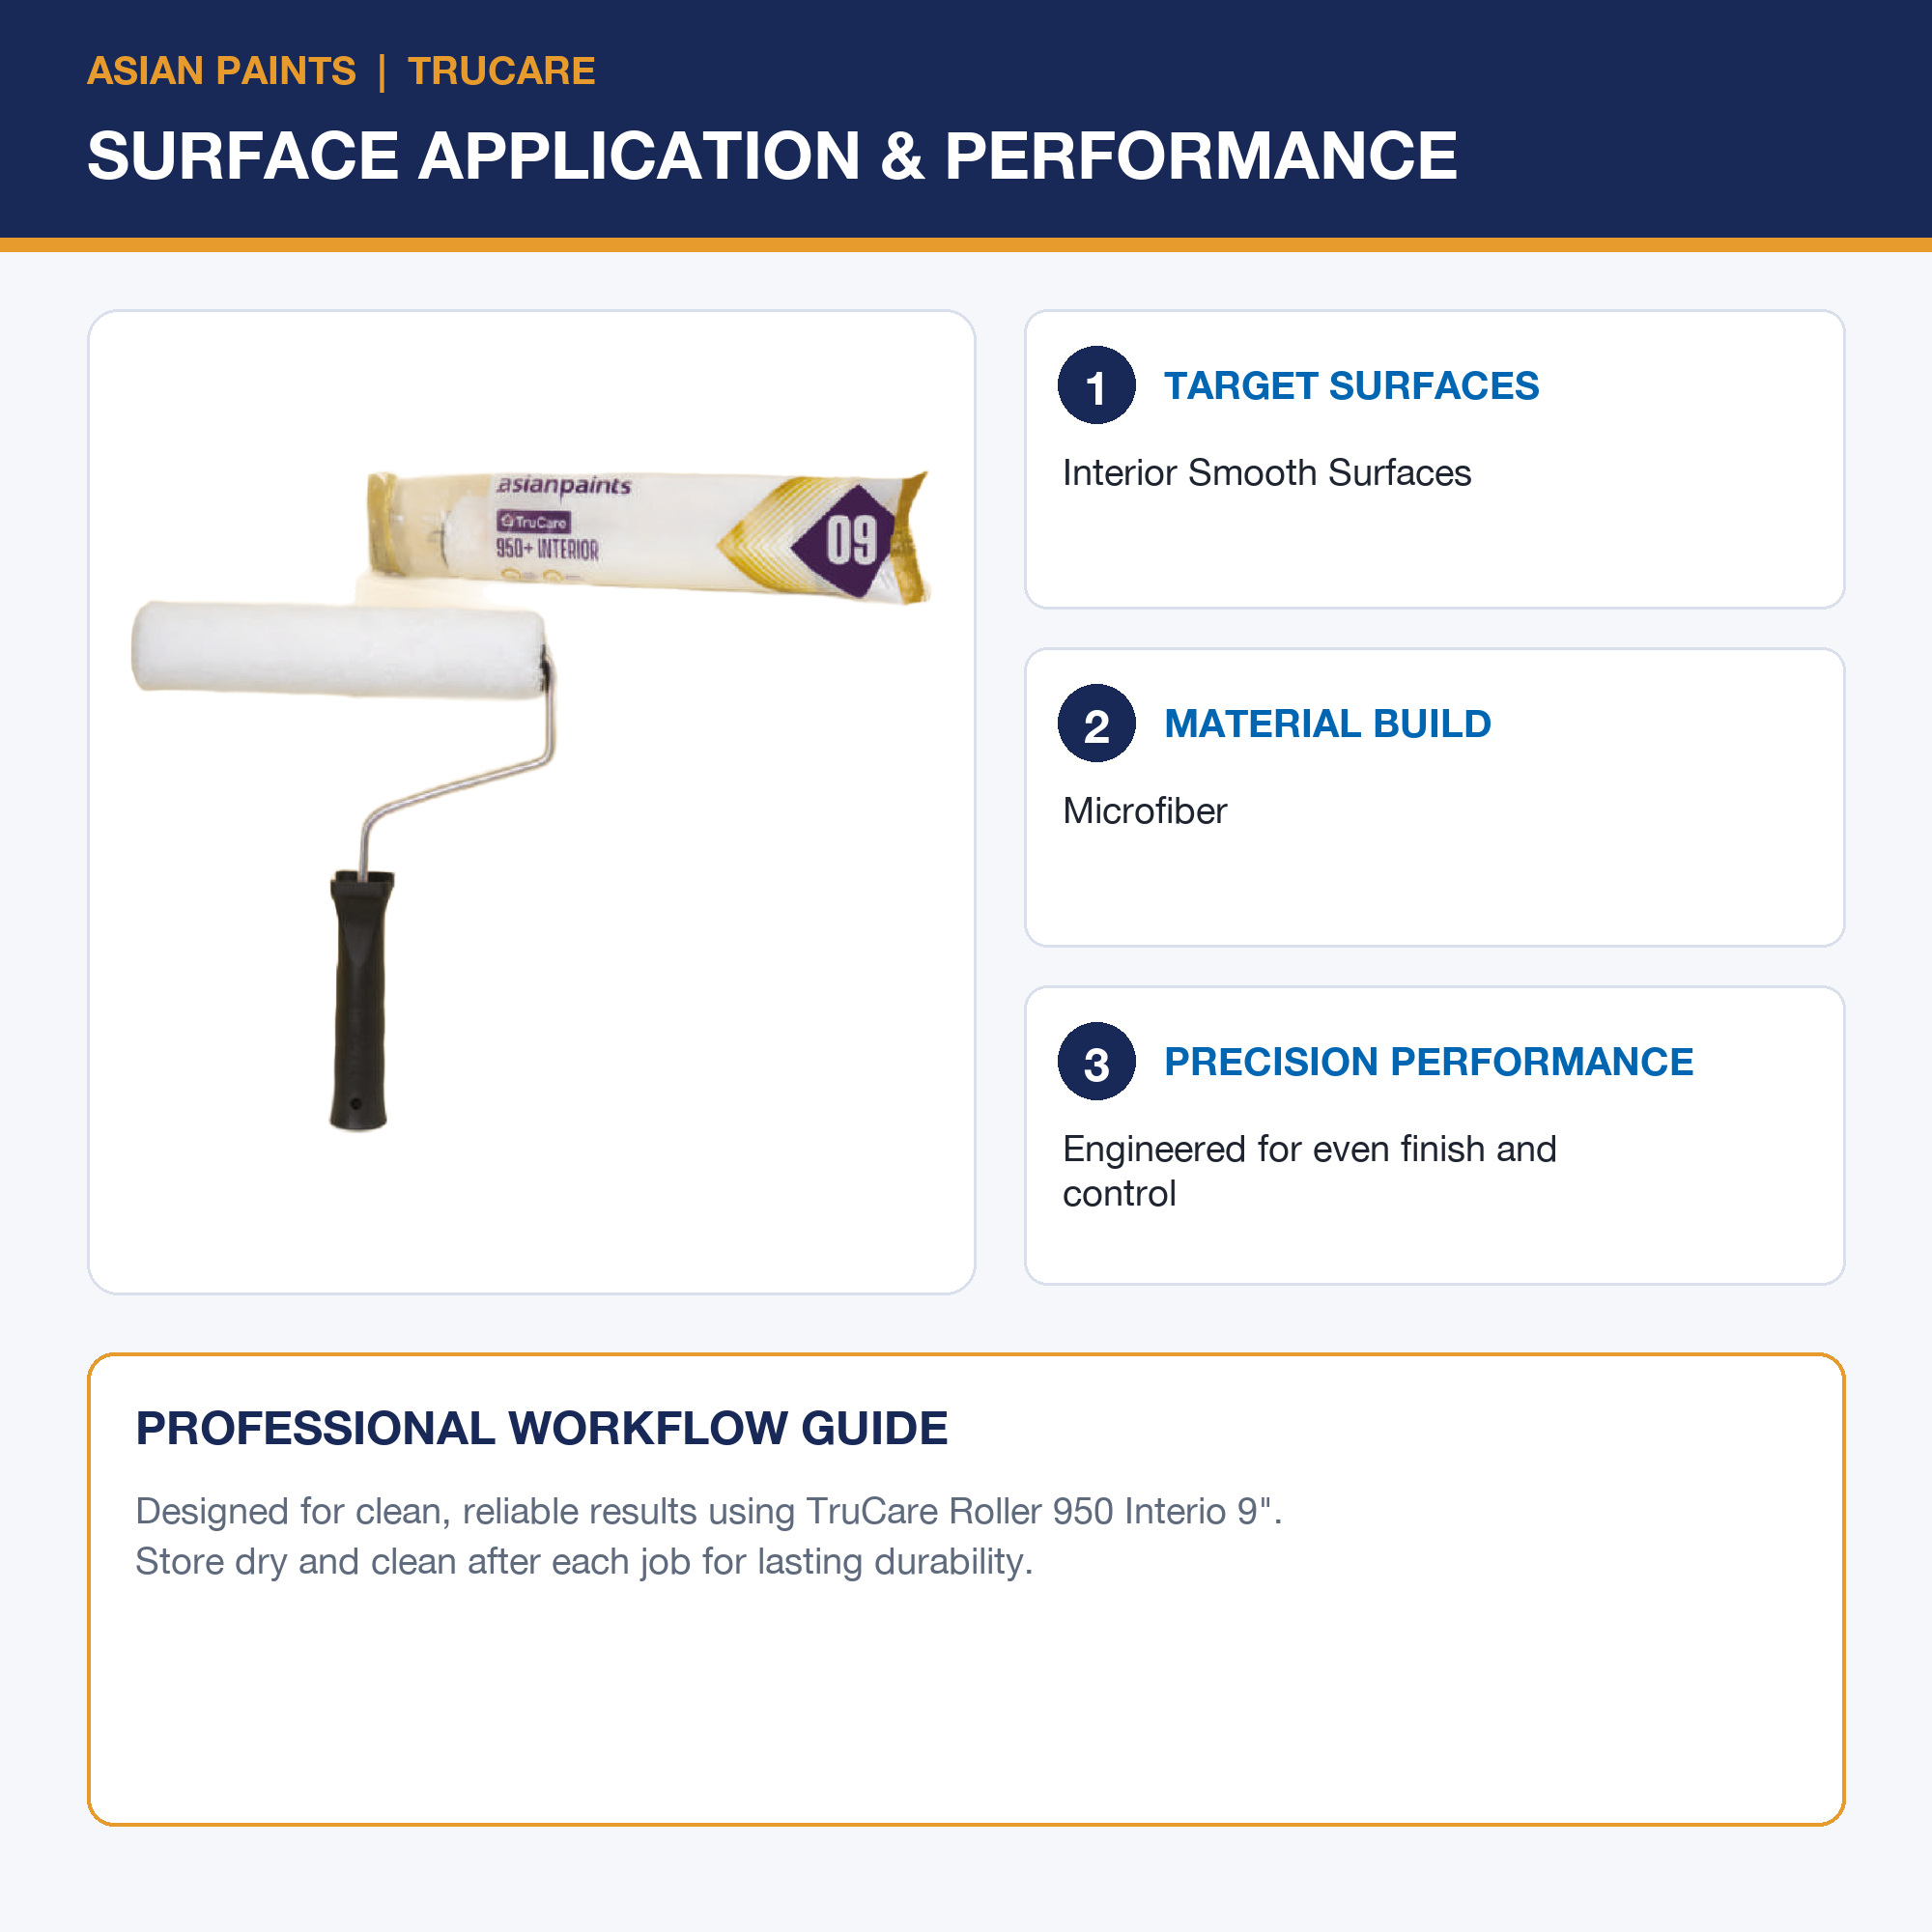 ASIAN PAINTS | TRUCARE
SURFACE APPLICATION & PERFORMANCE
asianpaints
TruCare
950+ INTERIOR
09
1 TARGET SURFACES
Interior Smooth Surfaces
2 MATERIAL BUILD
Microfiber
3 PRECISION PERFORMANCE
Engineered for even finish and
control
PROFESSIONAL WORKFLOW GUIDE
Designed for clean, reliable results using TruCare Roller 950 Interio 9".
Store dry and clean after each job for lasting durability.